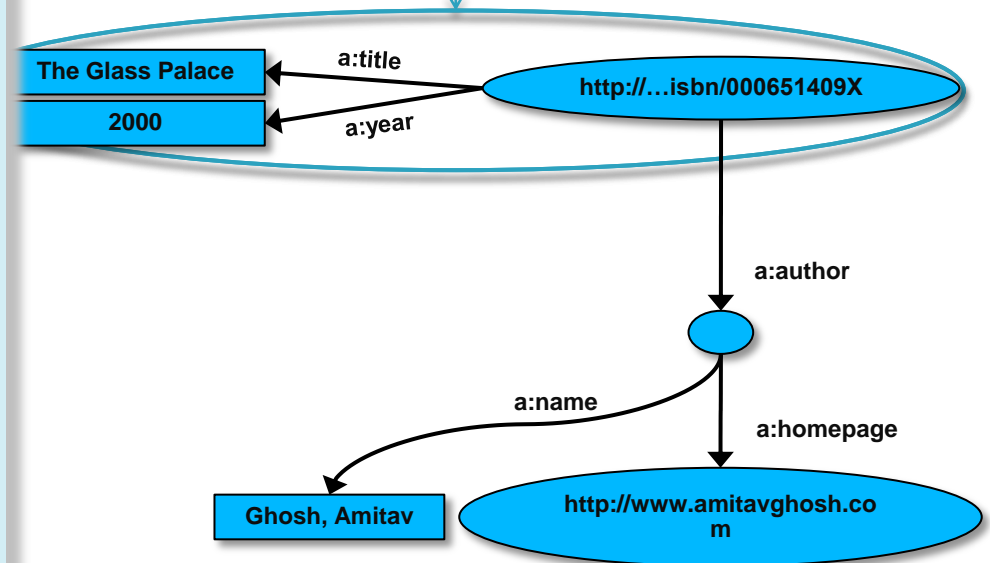 a:title
The Glass Palace
http://…isbn/000651409X
2000
a:year
a:author
a:name
a:homepage
Ghosh, Amitav
http://www.amitavghosh.co
m